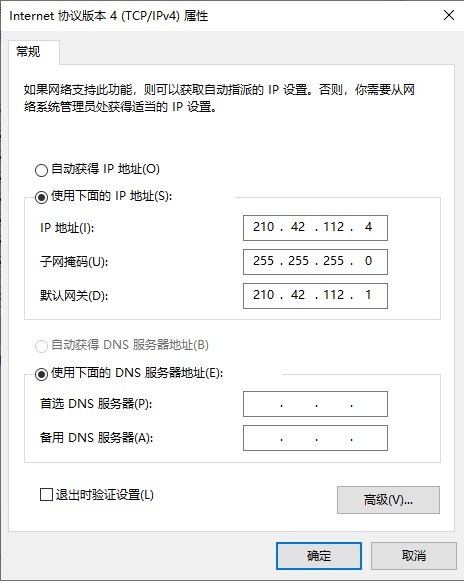 Internet 协议版本 4 (TCP/IPv4) 属性
常规
如果网络支持此功能，则可以获取自动指派的 IP 设置。否则，你需要从网
络系统管理员处获得适当的 IP 设置。
自动获得 IP 地址(O)
使用下面的 IP 地址(S):
IP 地址(I): 210 . 42 . 112 . 4
子网掩码(U): 255 . 255 . 255 . 0
默认网关(D): 210 . 42 . 112 . 1
自动获得 DNS 服务器地址(B)
使用下面的 DNS 服务器地址(E):
首选 DNS 服务器(P): . . .
备用 DNS 服务器(A): . . .
退出时验证设置(L)
高级(V)...
确定 取消